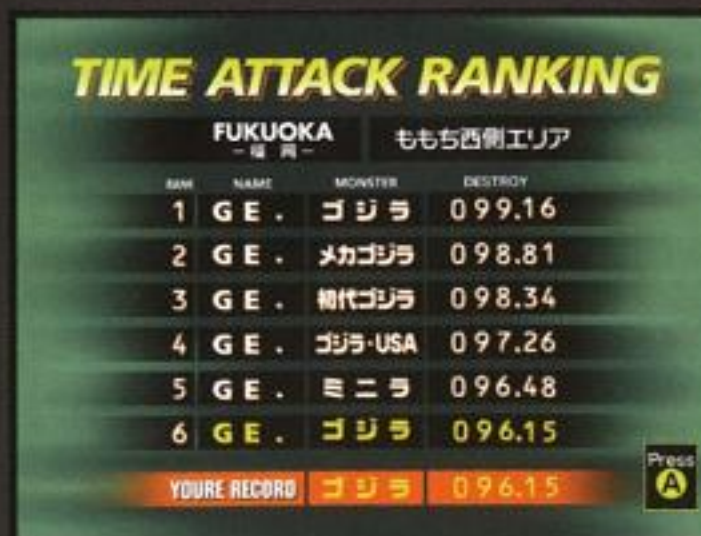 TIME ATTACK RANKING
FUKUOKA ももち西側エリア
－福 岡－
RANK NAME MONSTER DESTROY
1 GE. ゴジラ 099.16
2 GE. メカゴジラ 098.81
3 GE. 初代ゴジラ 098.34
4 GE. ゴジラ・USA 097.26
5 GE. ミニラ 096.48
6 GE. ゴジラ 096.15
YOURE RECORD ゴジラ 096.15
Press
A